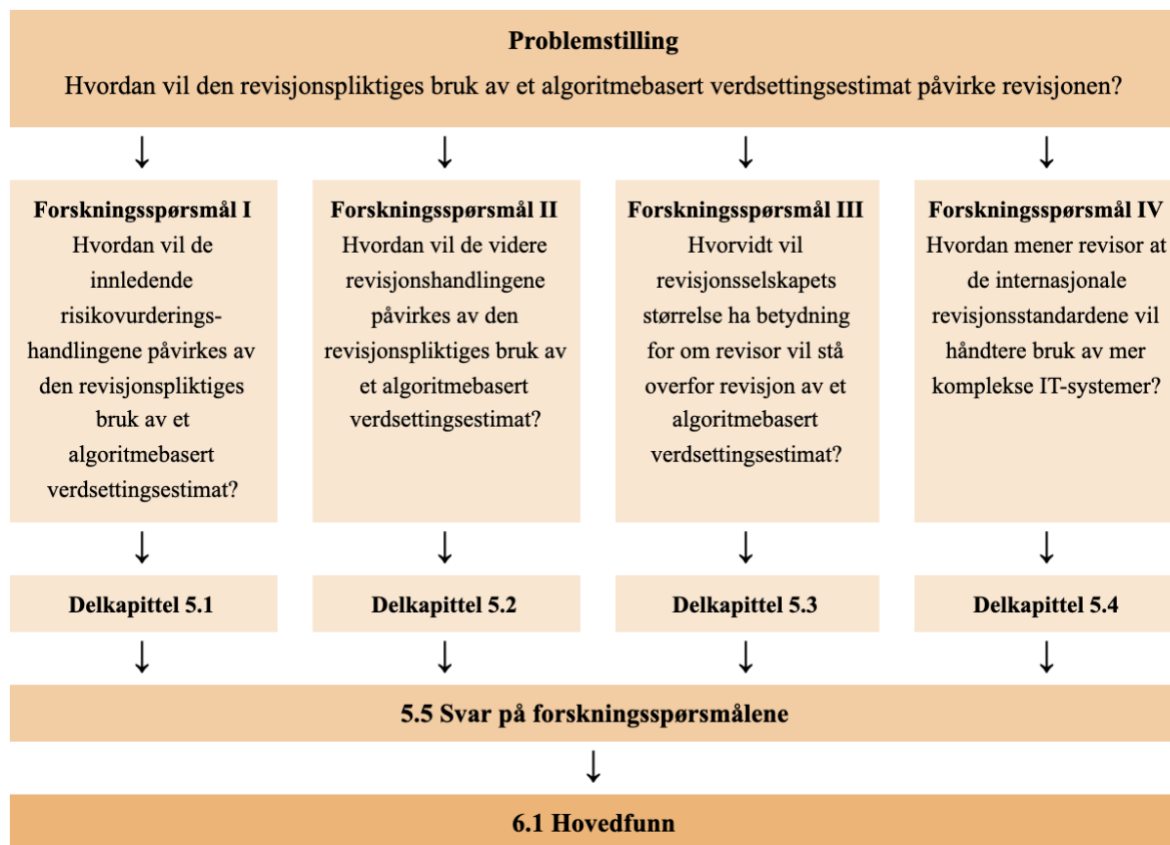 Problemstilling
Hvordan vil den revisjonspliktiges bruk av et algoritmebasert verdsettingsestimat påvirke revisjonen?
Forskningsspørsmål I
Hvordan vil de
innledende
risikovurderings-
handlingene påvirkes av
den revisjonspliktiges
bruk av et
algoritmebasert
verdsettingsestimat?
Forskningsspørsmål II
Hvordan vil de videre
revisjonshandlingene
påvirkes av den
revisjonspliktiges bruk av
et algoritmebasert
verdsettingsestimat?
Forskningsspørsmål III
Hvorvidt vil
revisjonsselskapets
størrelse ha betydning
for om revisor vil stå
overfor revisjon av et
algoritmebasert
verdsettingsestimat?
Forskningsspørsmål IV
Hvordan mener revisor at
de internasjonale
revisjonsstandardene vil
håndtere bruk av mer
komplekse IT-systemer?
Delkapittel 5.1
Delkapittel 5.2
Delkapittel 5.3
Delkapittel 5.4
5.5 Svar på forskningsspørsmålene
6.1 Hovedfunn